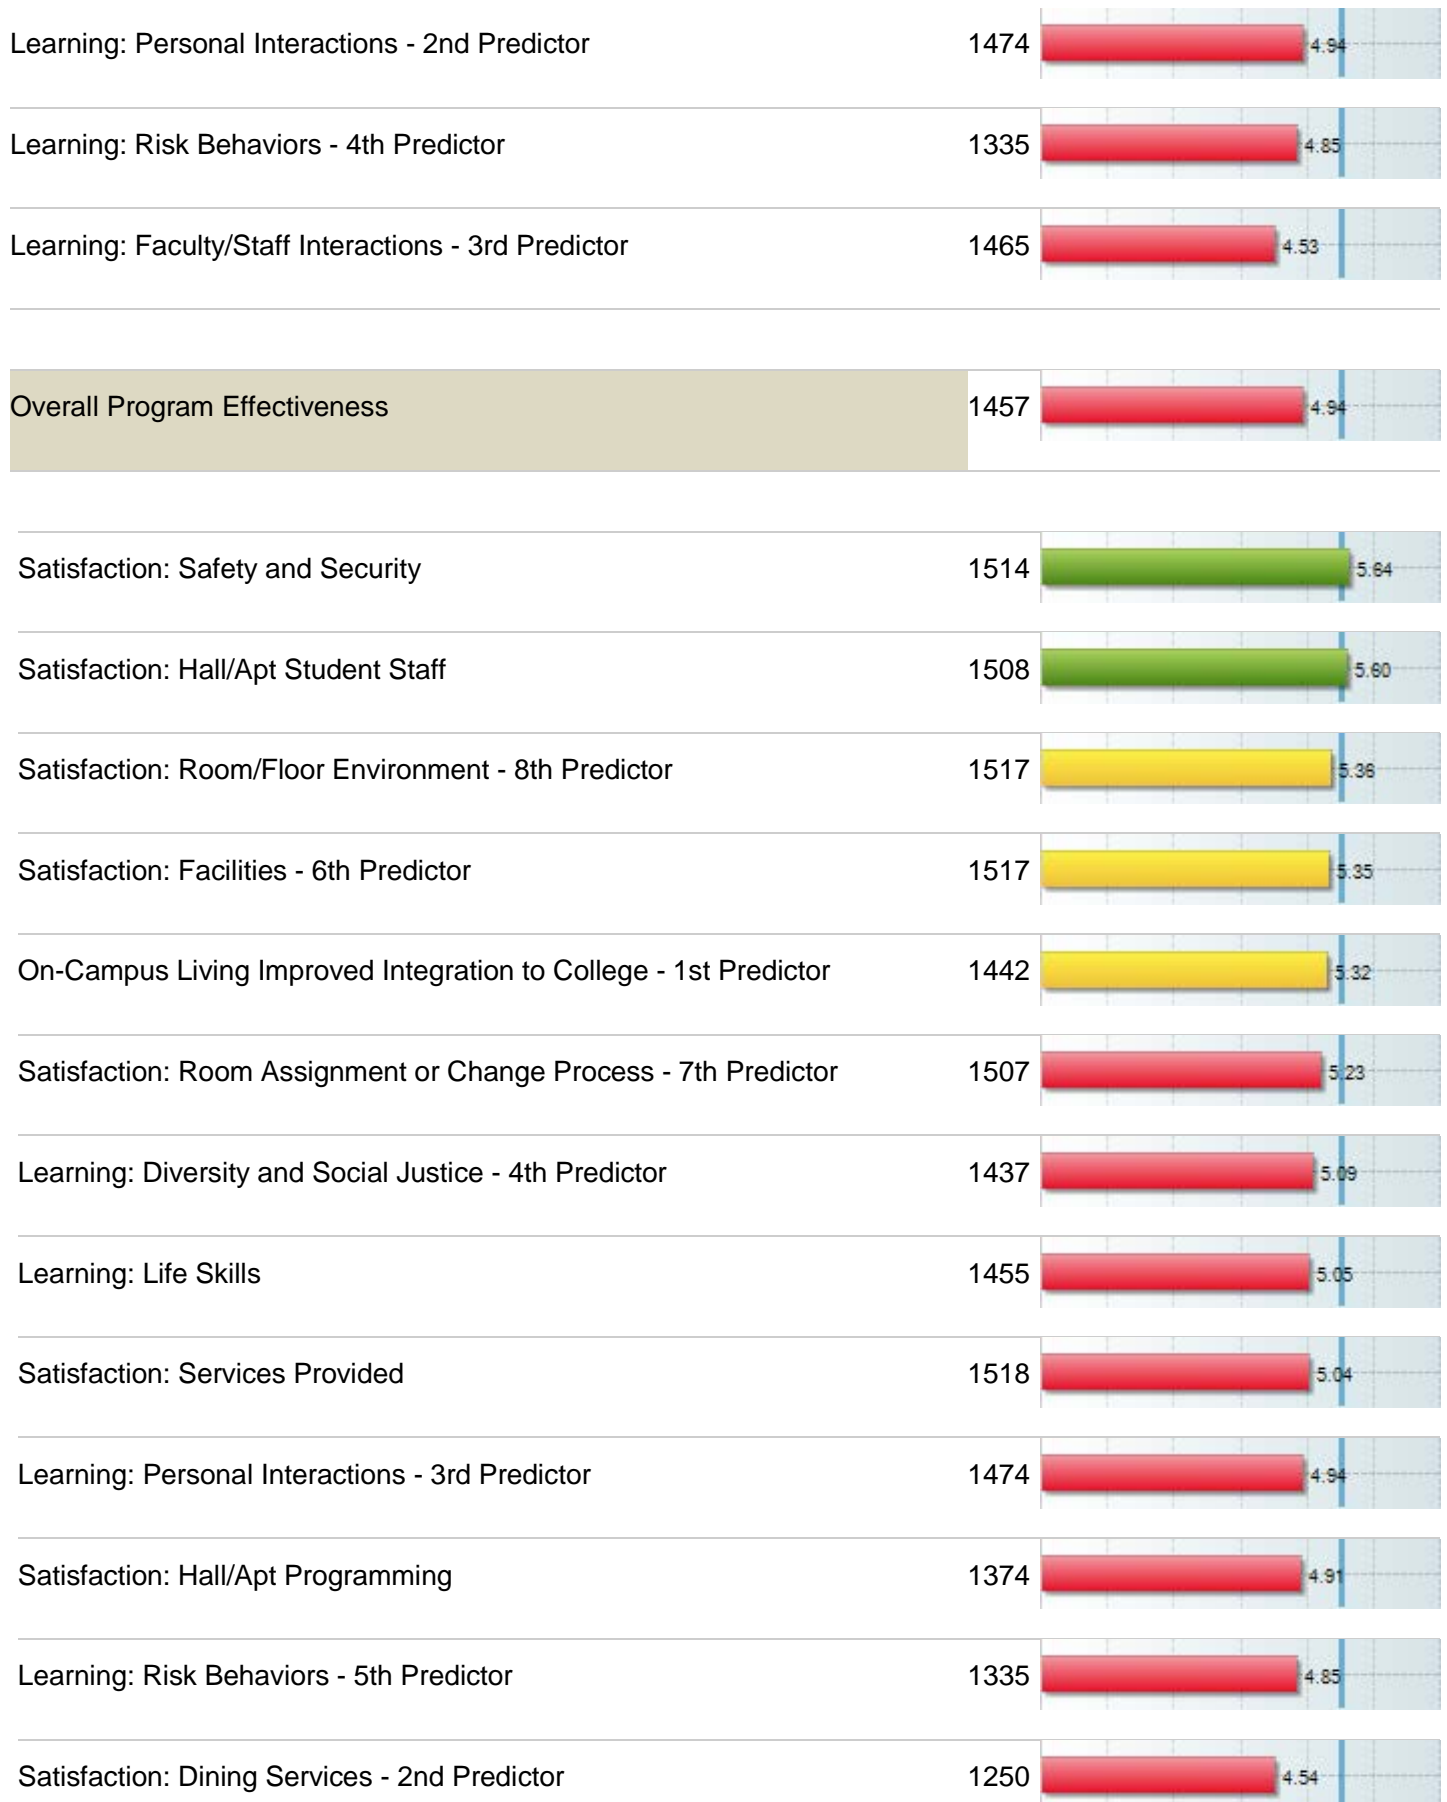 Learning: Personal Interactions - 2nd Predictor 1474 4.94
Learning: Risk Behaviors - 4th Predictor 1335 4.85
Learning: Faculty/Staff Interactions - 3rd Predictor 1465 4.53
Overall Program Effectiveness 1457 4.94
Satisfaction: Safety and Security 1514 5.64
Satisfaction: Hall/Apt Student Staff 1508 5.60
Satisfaction: Room/Floor Environment - 8th Predictor 1517 5.36
Satisfaction: Facilities - 6th Predictor 1517 5.35
On-Campus Living Improved Integration to College - 1st Predictor 1442 5.32
Satisfaction: Room Assignment or Change Process - 7th Predictor 1507 5.23
Learning: Diversity and Social Justice - 4th Predictor 1437 5.09
Learning: Life Skills 1455 5.05
Satisfaction: Services Provided 1518 5.04
Learning: Personal Interactions - 3rd Predictor 1474 4.94
Satisfaction: Hall/Apt Programming 1374 4.91
Learning: Risk Behaviors - 5th Predictor 1335 4.85
Satisfaction: Dining Services - 2nd Predictor 1250 4.54